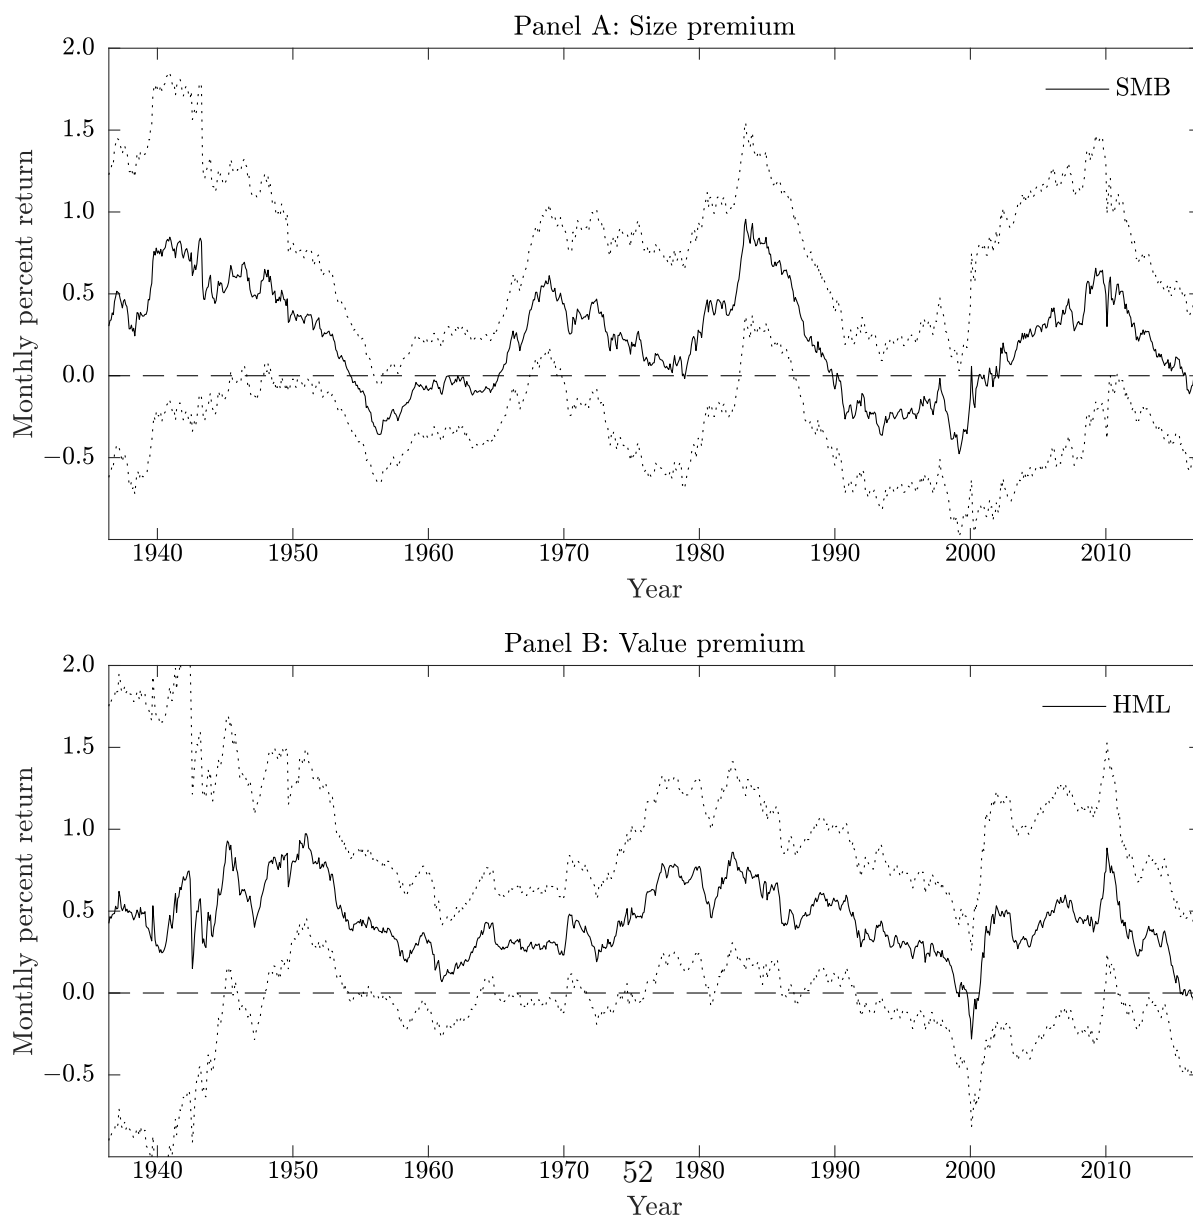 Panel A: Size premium
2.0
SMB
1.5
1.0
0.5
0.0
−0.5
Monthly percent return
1940 1950 1960 1970 1980 1990 2000 2010
Year
Panel B: Value premium
2.0
HML
1.5
1.0
0.5
0.0
−0.5
Monthly percent return
1940 1950 1960 1970 52 1980 1990 2000 2010
Year